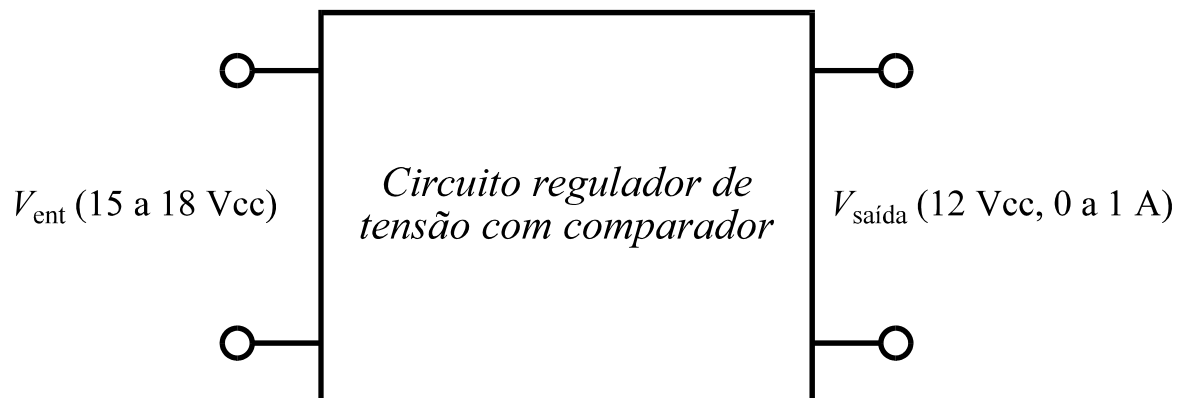 Circuito regulador de
tensão com comparador
V_ent (15 a 18 Vcc)
V_saída (12 Vcc, 0 a 1 A)